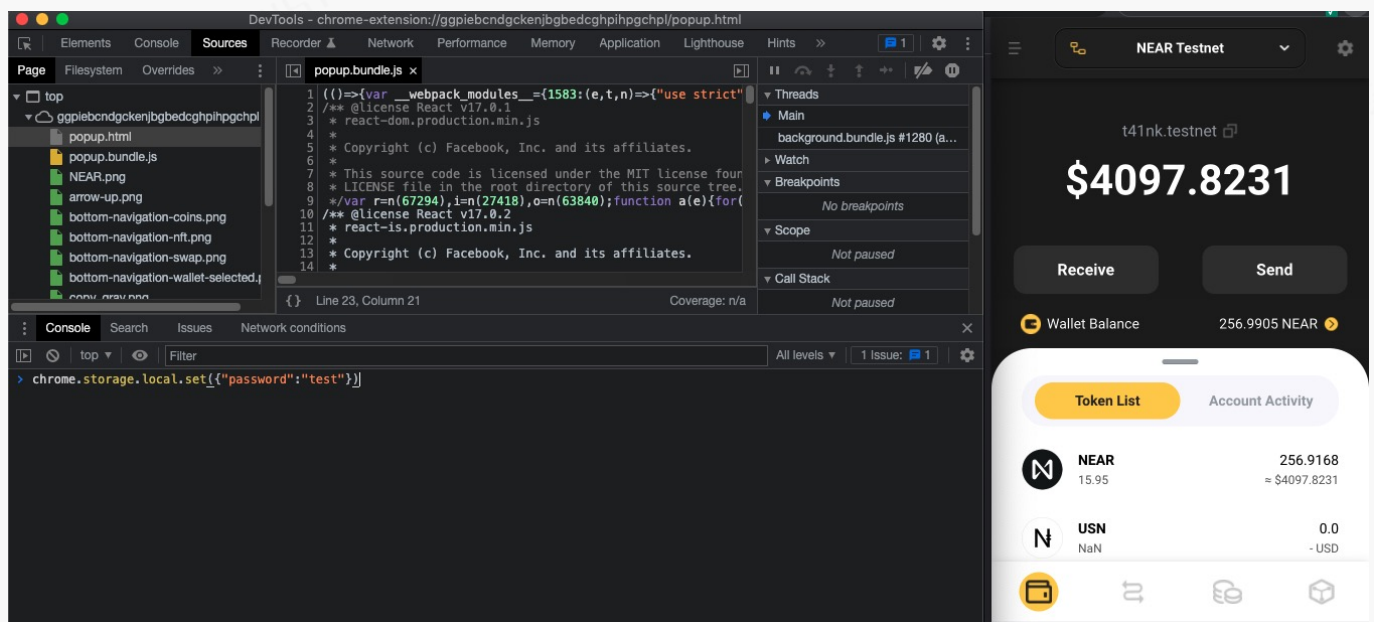 DevTools - chrome-extension://ggpiebcndgckenjbgbedcghpihpgchpl/popup.html
Elements Console Sources Recorder Network Performance Memory Application Lighthouse Hints » 1
Page Filesystem Overrides »
popup.bundle.js ×
top
ggpiebcndgckenjbgbedcghpihpgchpl
popup.html
popup.bundle.js
NEAR.png
arrow-up.png
bottom-navigation-coins.png
bottom-navigation-nft.png
bottom-navigation-swap.png
bottom-navigation-wallet-selected.p
copy_gray.png
1 (()=>{var __webpack_modules__={1583:(e,t,n)=>{"use strict"
2 /** @license React v17.0.1
3 * react-dom.production.min.js
4 *
5 * Copyright (c) Facebook, Inc. and its affiliates.
6 *
7 * This source code is licensed under the MIT license foun
8 * LICENSE file in the root directory of this source tree.
9 */var r=n(67294),i=n(27418),o=n(63840);function a(e){for(
10 /** @license React v17.0.2
11 * react-is.production.min.js
12 *
13 * Copyright (c) Facebook, Inc. and its affiliates.
14 *
{ } Line 23, Column 21 Coverage: n/a
Threads
Main
background.bundle.js #1280 (a...
Watch
Breakpoints
No breakpoints
Scope
Not paused
Call Stack
Not paused
Console Search Issues Network conditions
top Filter All levels 1 Issue: 1
> chrome.storage.local.set({"password":"test"})
NEAR Testnet
t41nk.testnet
$4097.8231
Receive Send
Wallet Balance 256.9905 NEAR
Token List Account Activity
NEAR 256.9168
15.95 ≈ $4097.8231
USN 0.0
NaN - USD